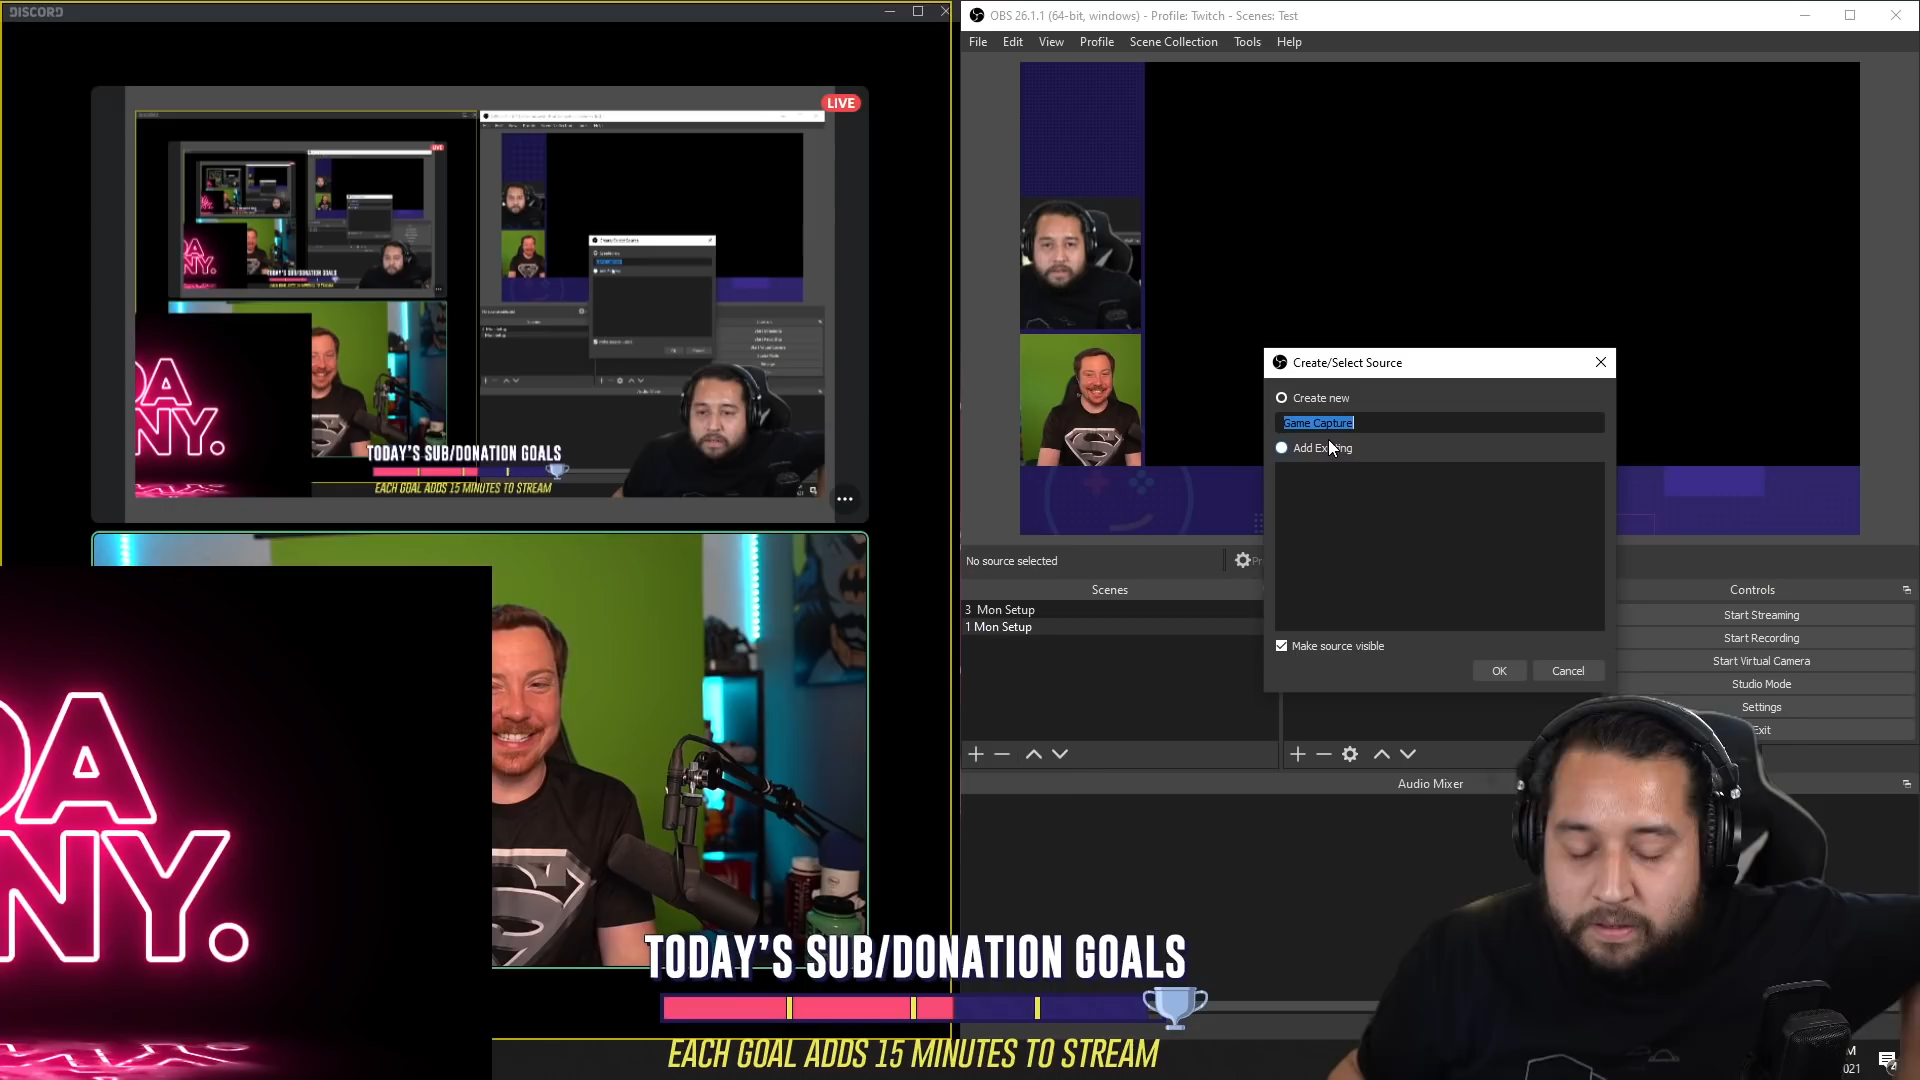 DISCORD
LIVE
TODAY'S SUB/DONATION GOALS
EACH GOAL ADDS 15 MINUTES TO STREAM
OBS 26.1.1 (64-bit, windows) - Profile: Twitch - Scenes: Test
File Edit View Profile Scene Collection Tools Help
Create/Select Source
Create new
Game Capture
Add Existing
Make source visible
OK Cancel
No source selected
Scenes
3 Mon Setup
1 Mon Setup
Controls
Start Streaming
Start Recording
Start Virtual Camera
Studio Mode
Settings
Exit
Audio Mixer
DA
NY.
TODAY'S SUB/DONATION GOALS
EACH GOAL ADDS 15 MINUTES TO STREAM